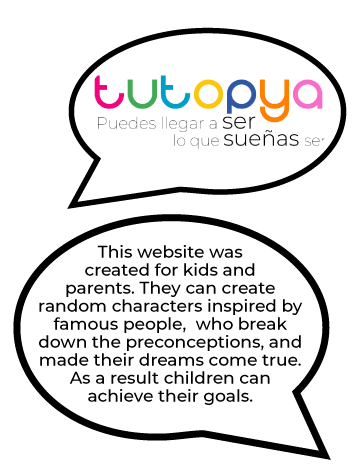 tutopya
Puedes llegar a ser
lo que sueñas ser
This website was
created for kids and
parents. They can create
random characters inspired by
famous people, who break
down the preconceptions, and
made their dreams come true.
As a result children can
achieve their goals.